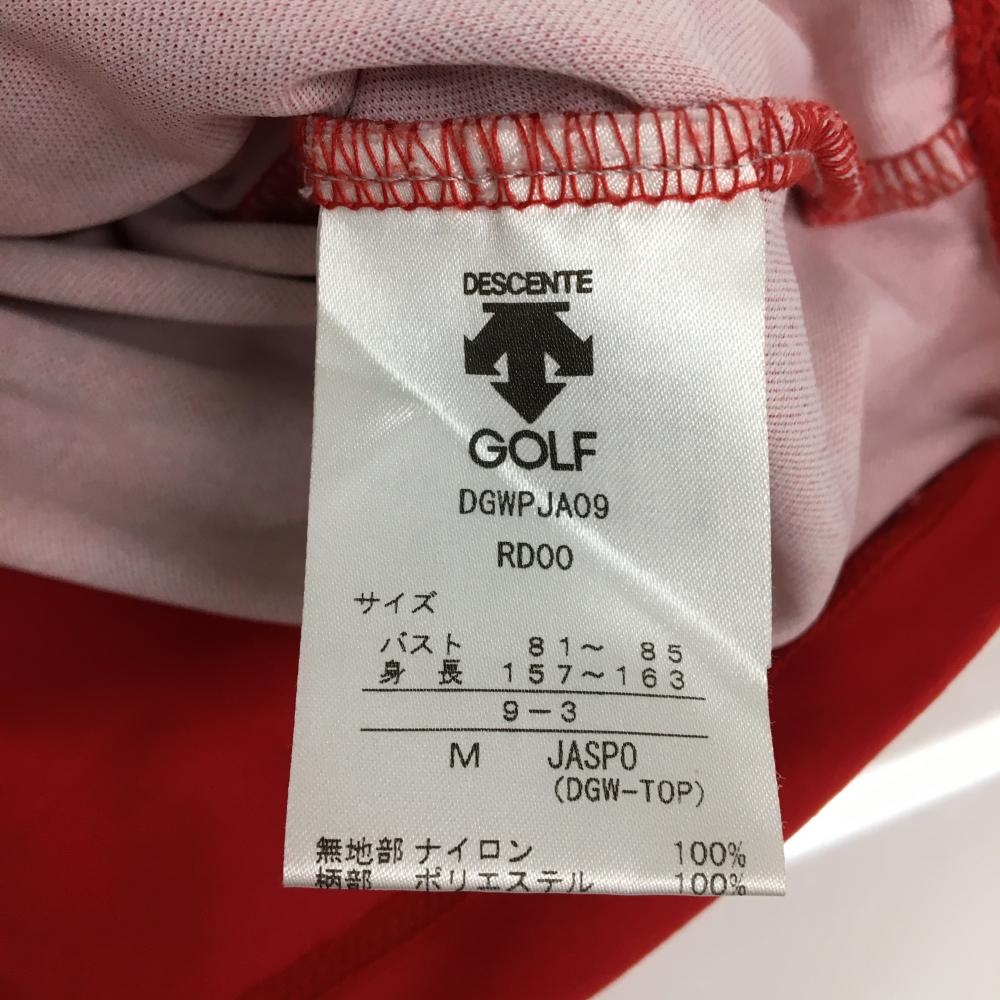 DESCENTE
GOLF
DGWPJA09
RD00
サイズ
バスト 81〜 85
身 長 157〜163
9-3
M JASPO
(DGW-TOP)
無地部 ナイロン 100%
柄部 ポリエステル 100%